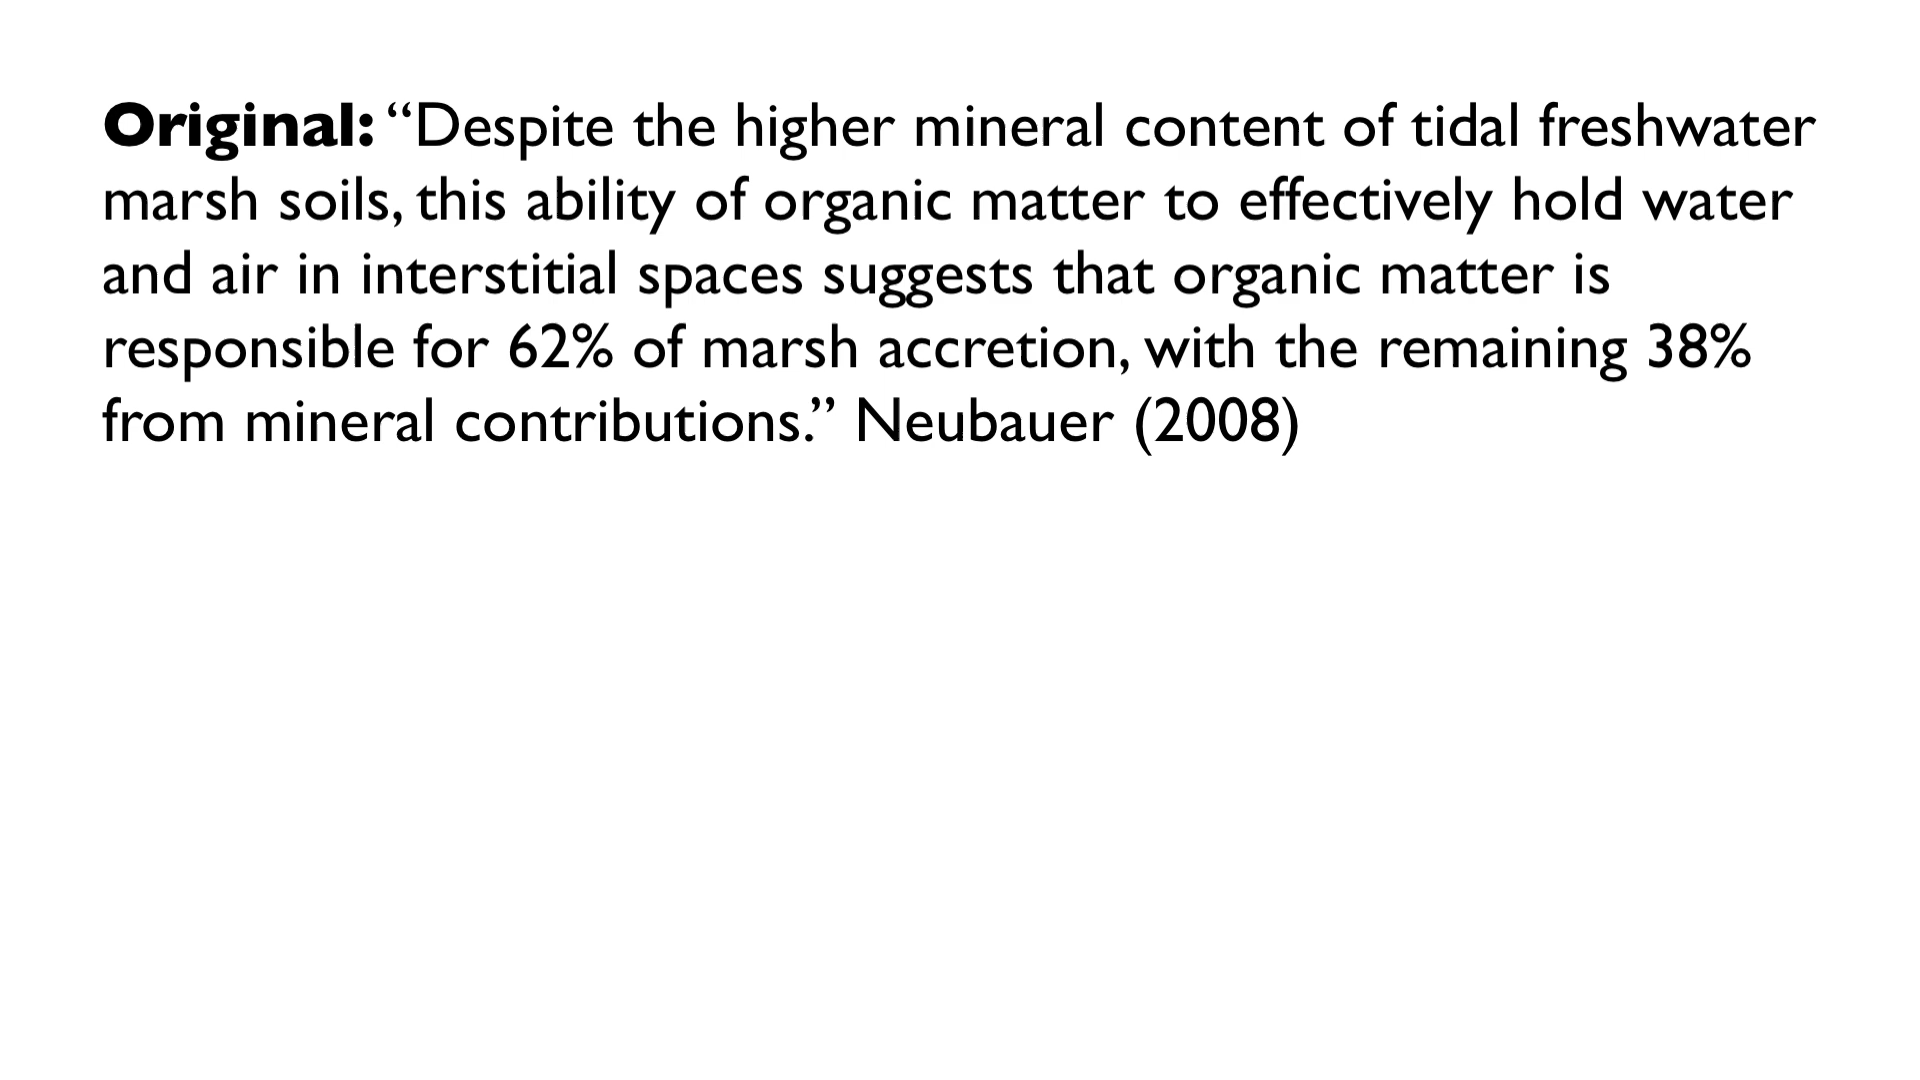 Original: “Despite the higher mineral content of tidal freshwater
marsh soils, this ability of organic matter to effectively hold water
and air in interstitial spaces suggests that organic matter is
responsible for 62% of marsh accretion, with the remaining 38%
from mineral contributions.” Neubauer (2008)